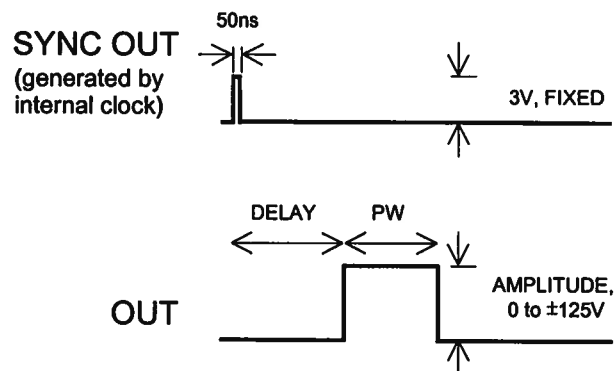 50ns
SYNC OUT
(generated by
internal clock)
3V, FIXED
DELAY
PW
AMPLITUDE,
0 to ±125V
OUT